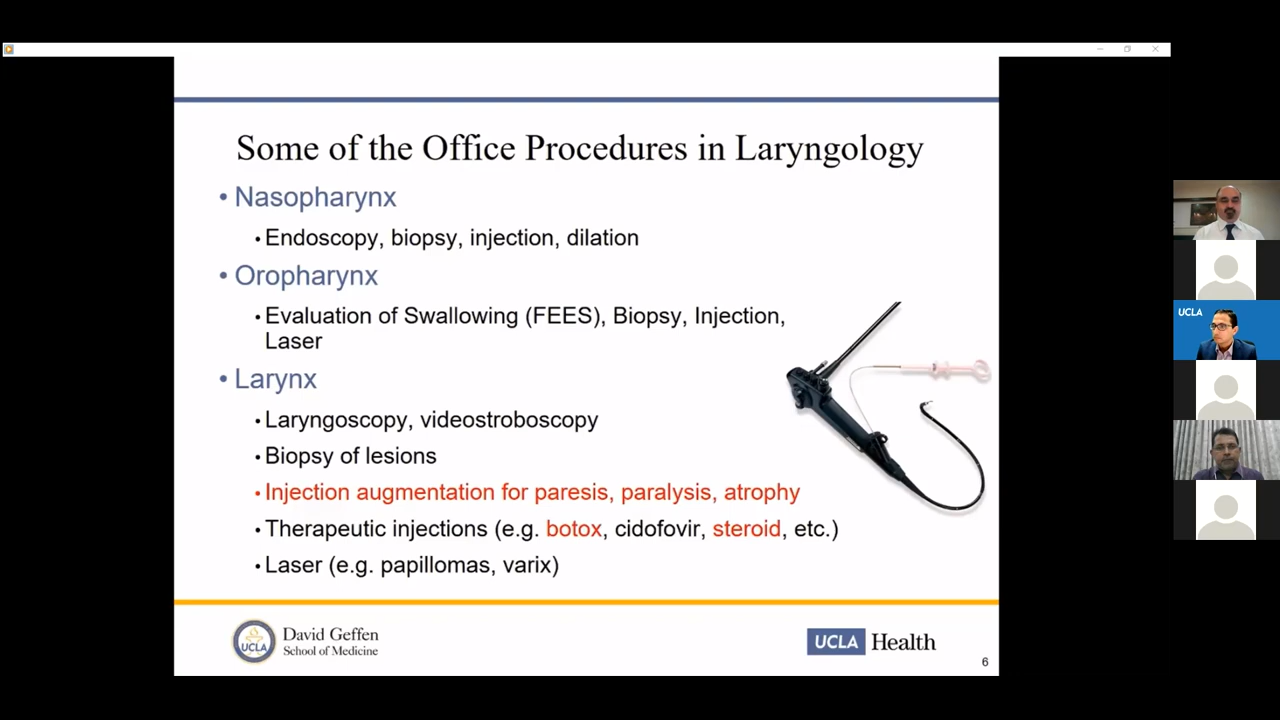 Some of the Office Procedures in Laryngology
• Nasopharynx
• Endoscopy, biopsy, injection, dilation
• Oropharynx
• Evaluation of Swallowing (FEES), Biopsy, Injection,
Laser
• Larynx
• Laryngoscopy, videostroboscopy
• Biopsy of lesions
• Injection augmentation for paresis, paralysis, atrophy
• Therapeutic injections (e.g. botox, cidofovir, steroid, etc.)
• Laser (e.g. papillomas, varix)
UCLA
David Geffen
School of Medicine
UCLA Health
6
UCLA